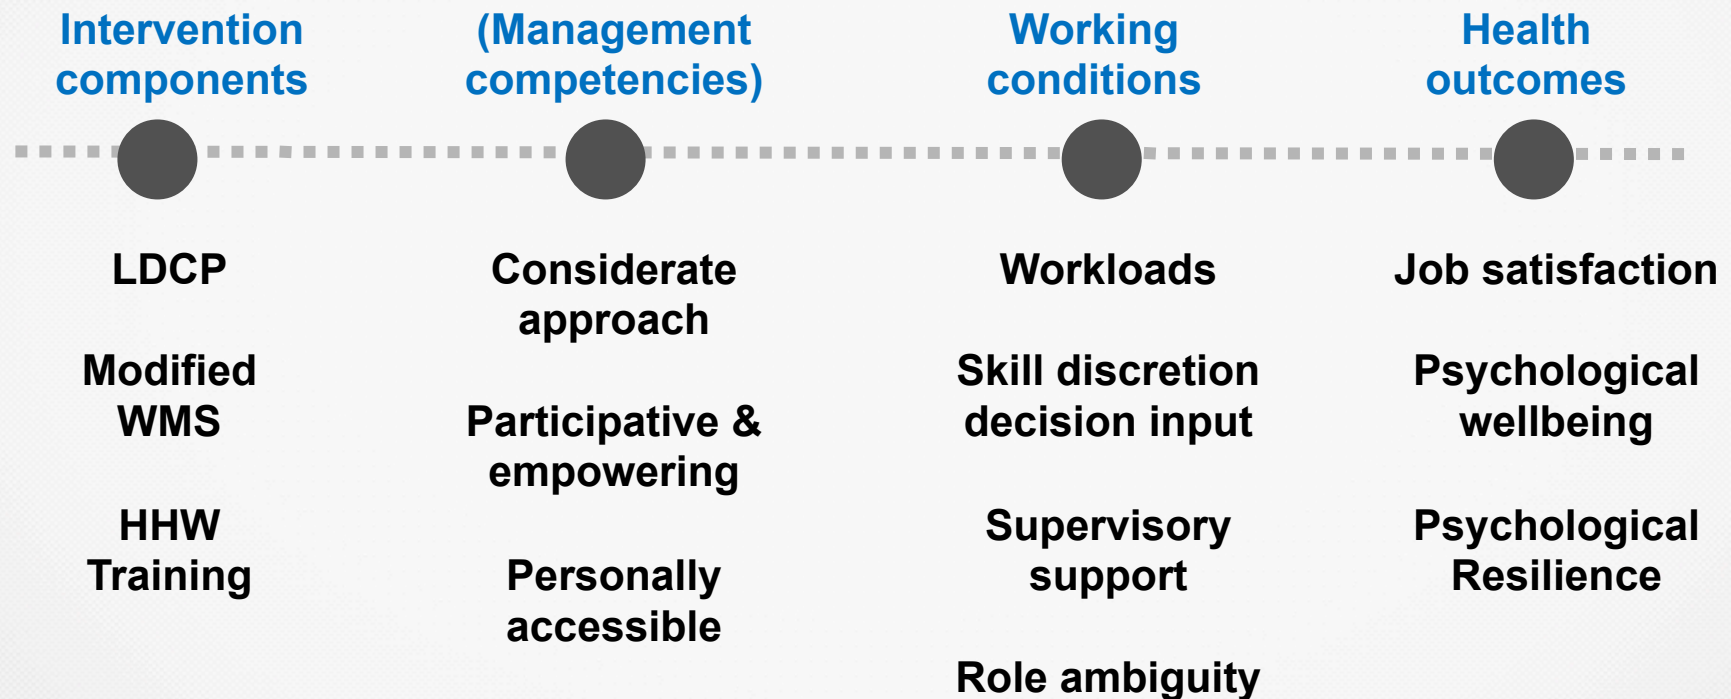 Intervention
components
(Management
competencies)
Working
conditions
Health
outcomes
LDCP
Modified
WMS
HHW
Training
Considerate
approach
Participative &
empowering
Personally
accessible
Workloads
Skill discretion
decision input
Supervisory
support
Role ambiguity
Job satisfaction
Psychological
wellbeing
Psychological
Resilience